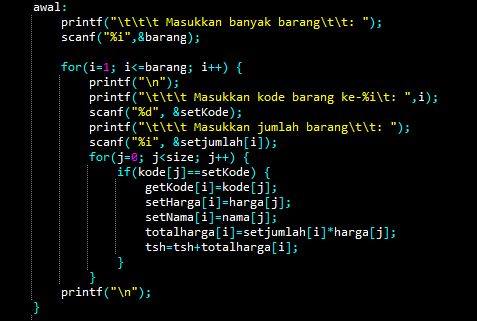 awal:
printf("\t\t\t Masukkan banyak barang\t\t: ");
scanf("%i",&barang);
for(i=1; i<=barang; i++) {
printf("\n");
printf("\t\t\t Masukkan kode barang ke-%i\t: ",i);
scanf("%d", &setKode);
printf("\t\t\t Masukkan jumlah barang\t\t: ");
scanf("%i", &setjumlah[i]);
for(j=0; j<size; j++) {
if(kode[j]==setKode) {
getKode[i]=kode[j];
setHarga[i]=harga[j];
setNama[i]=nama[j];
totalharga[i]=setjumlah[i]*harga[j];
tsh=tsh+totalharga[i];
}
}
printf("\n");
}